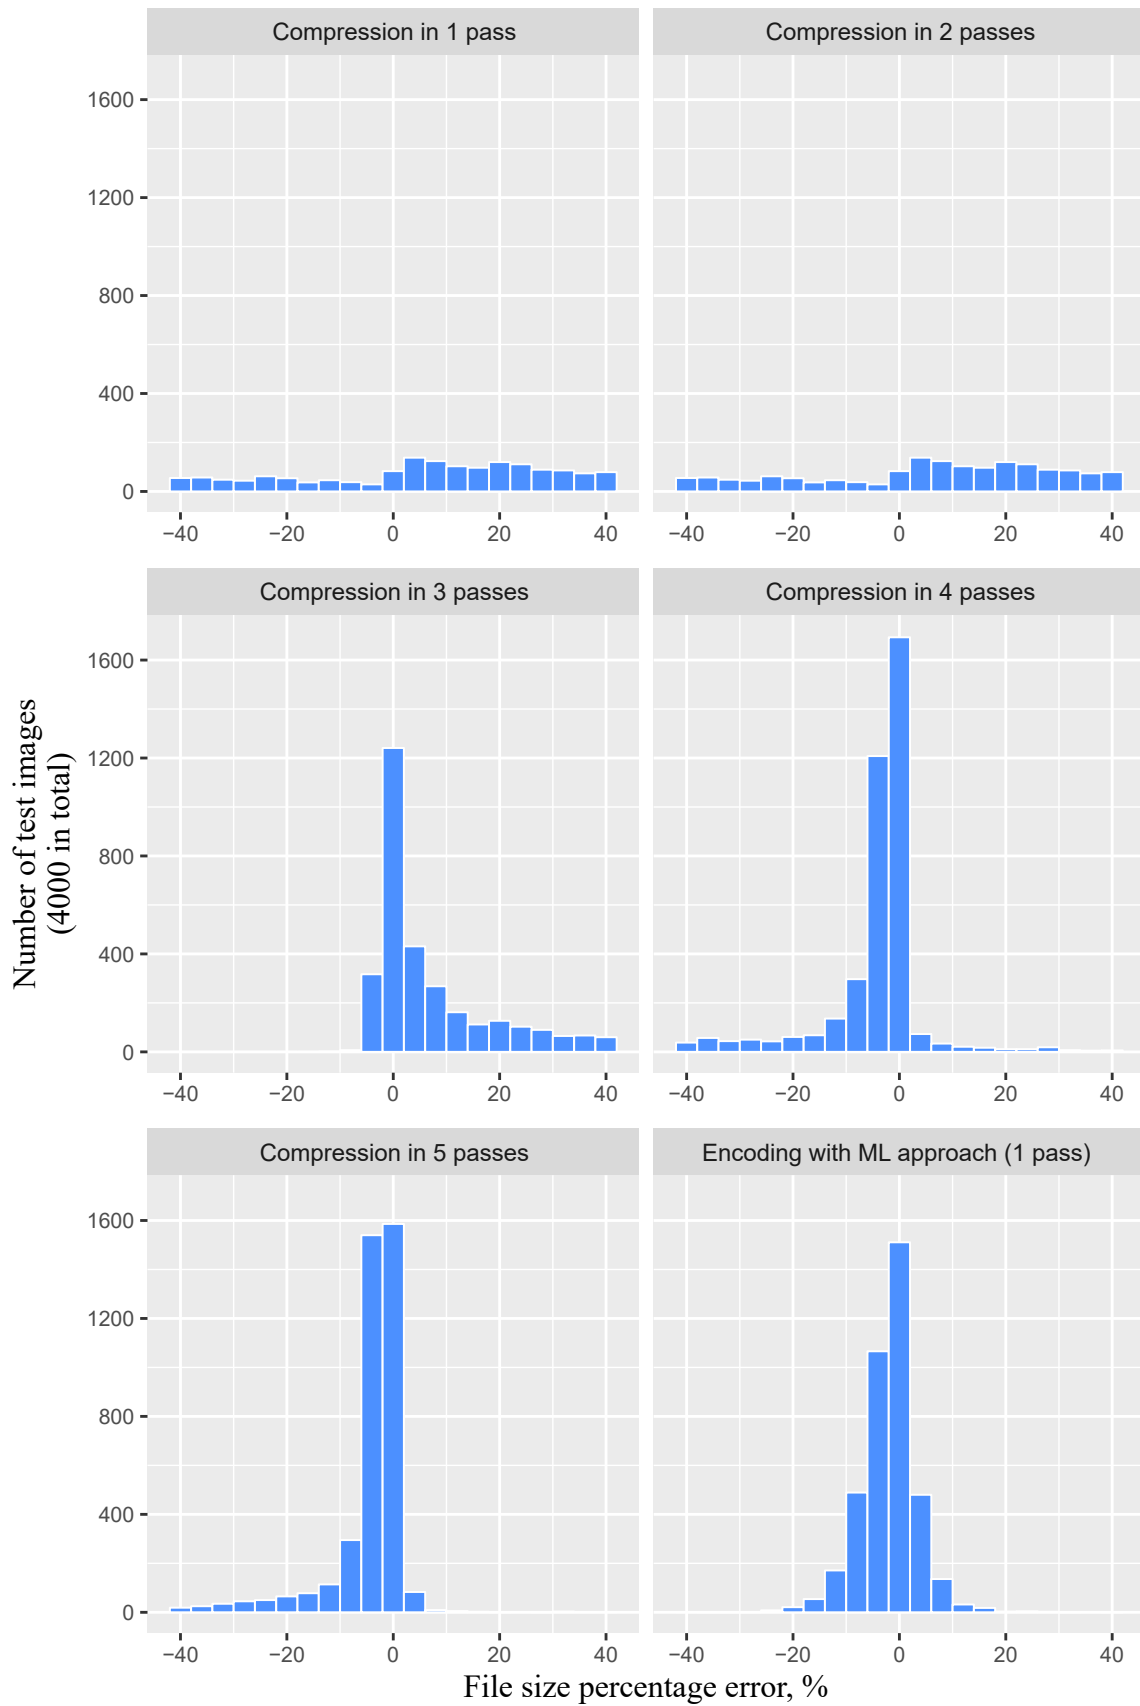 Compression in 1 pass
Compression in 2 passes
1600
1200
800
400
0
−40 −20 0 20 40
−40 −20 0 20 40
Compression in 3 passes
Compression in 4 passes
1600
1200
800
400
0
−40 −20 0 20 40
−40 −20 0 20 40
Number of test images
(4000 in total)
Compression in 5 passes
Encoding with ML approach (1 pass)
1600
1200
800
400
0
−40 −20 0 20 40
−40 −20 0 20 40
File size percentage error, %